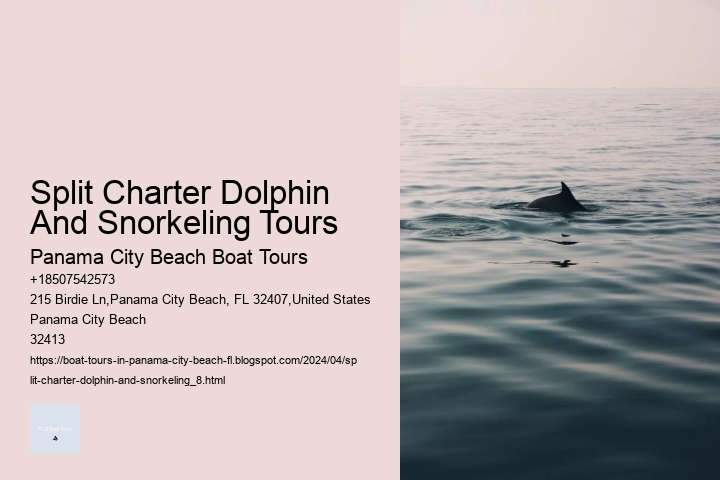 Split Charter Dolphin
And Snorkeling Tours
Panama City Beach Boat Tours
+18507542573
215 Birdie Ln,Panama City Beach, FL 32407,United States
Panama City Beach
32413
https://boat-tours-in-panama-city-beach-fl.blogspot.com/2024/04/sp
lit-charter-dolphin-and-snorkeling_8.html